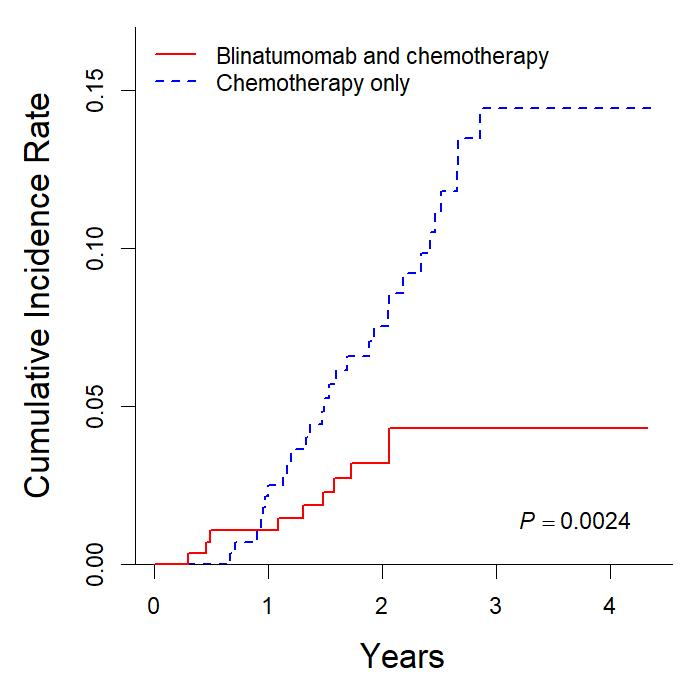 Blinatumomab and chemotherapy
Chemotherapy only
Cumulative Incidence Rate
0.15
0.10
0.05
0.00
P = 0.0024
0 1 2 3 4
Years